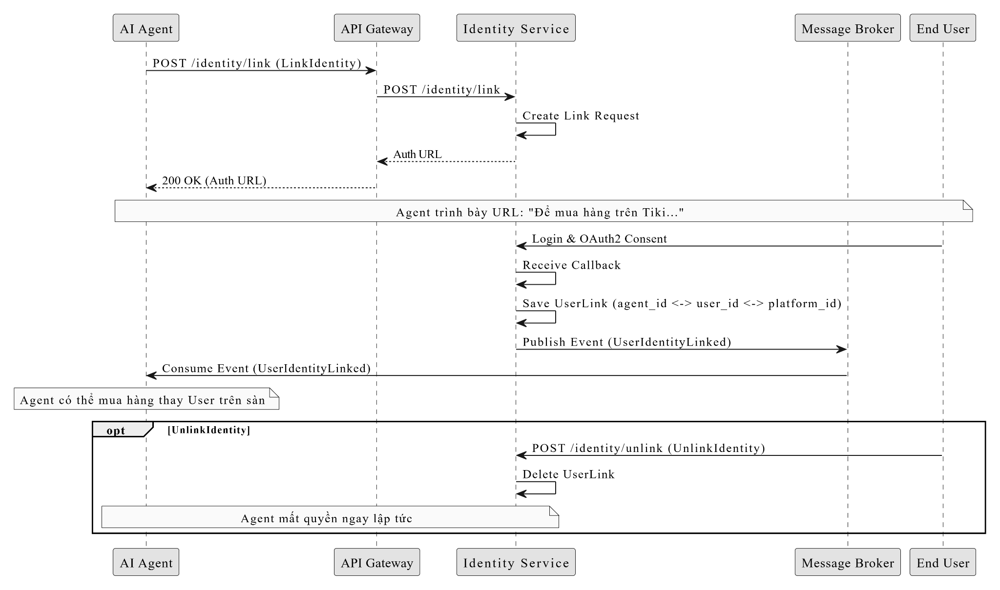 AI Agent
API Gateway
Identity Service
Message Broker
End User
POST /identity/link (LinkIdentity)
POST /identity/link
Create Link Request
Auth URL
200 OK (Auth URL)
Agent trình bày URL: "Để mua hàng trên Tiki..."
Login & OAuth2 Consent
Receive Callback
Save UserLink (agent_id <-> user_id <-> platform_id)
Publish Event (UserIdentityLinked)
Consume Event (UserIdentityLinked)
Agent có thể mua hàng thay User trên sàn
opt
[UnlinkIdentity]
POST /identity/unlink (UnlinkIdentity)
Delete UserLink
Agent mất quyền ngay lập tức
AI Agent
API Gateway
Identity Service
Message Broker
End User